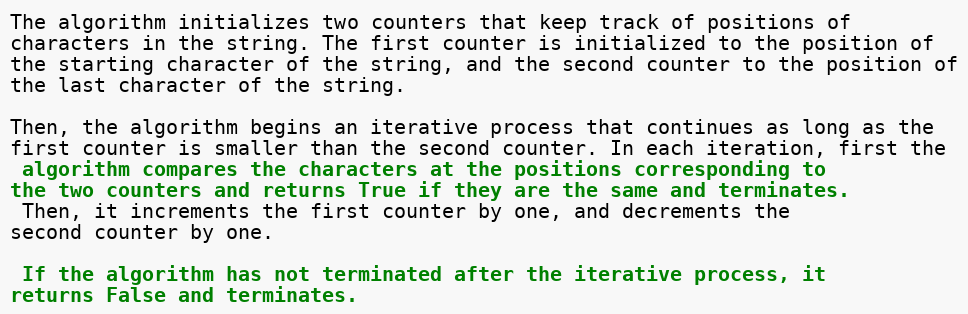 The algorithm initializes two counters that keep track of positions of
characters in the string. The first counter is initialized to the position of
the starting character of the string, and the second counter to the position of
the last character of the string.

Then, the algorithm begins an iterative process that continues as long as the
first counter is smaller than the second counter. In each iteration, first the
algorithm compares the characters at the positions corresponding to
the two counters and returns True if they are the same and terminates.
Then, it increments the first counter by one, and decrements the
second counter by one.

If the algorithm has not terminated after the iterative process, it
returns False and terminates.